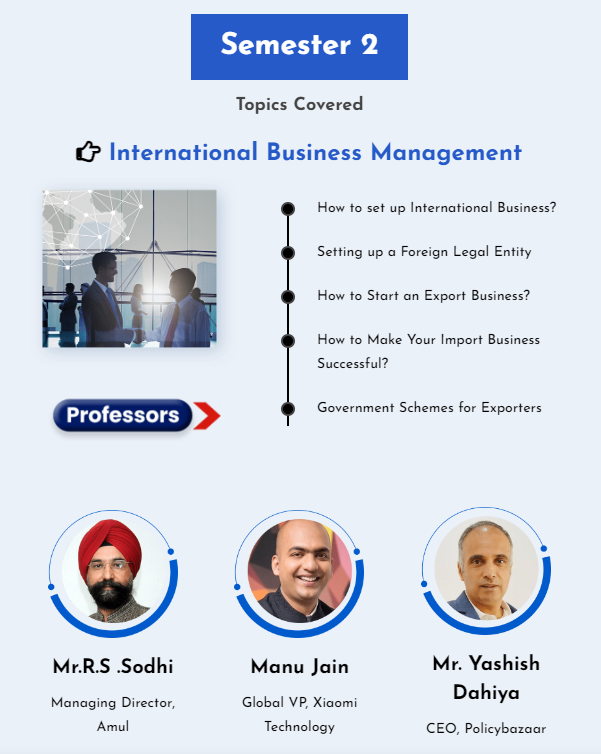 Semester 2
Topics Covered
International Business Management
How to set up International Business?
Setting up a Foreign Legal Entity
How to Start an Export Business?
How to Make Your Import Business
Successful?
Government Schemes for Exporters
Professors
Mr.R.S .Sodhi
Managing Director,
Amul
Manu Jain
Global VP, Xiaomi
Technology
Mr. Yashish
Dahiya
CEO, Policybazaar